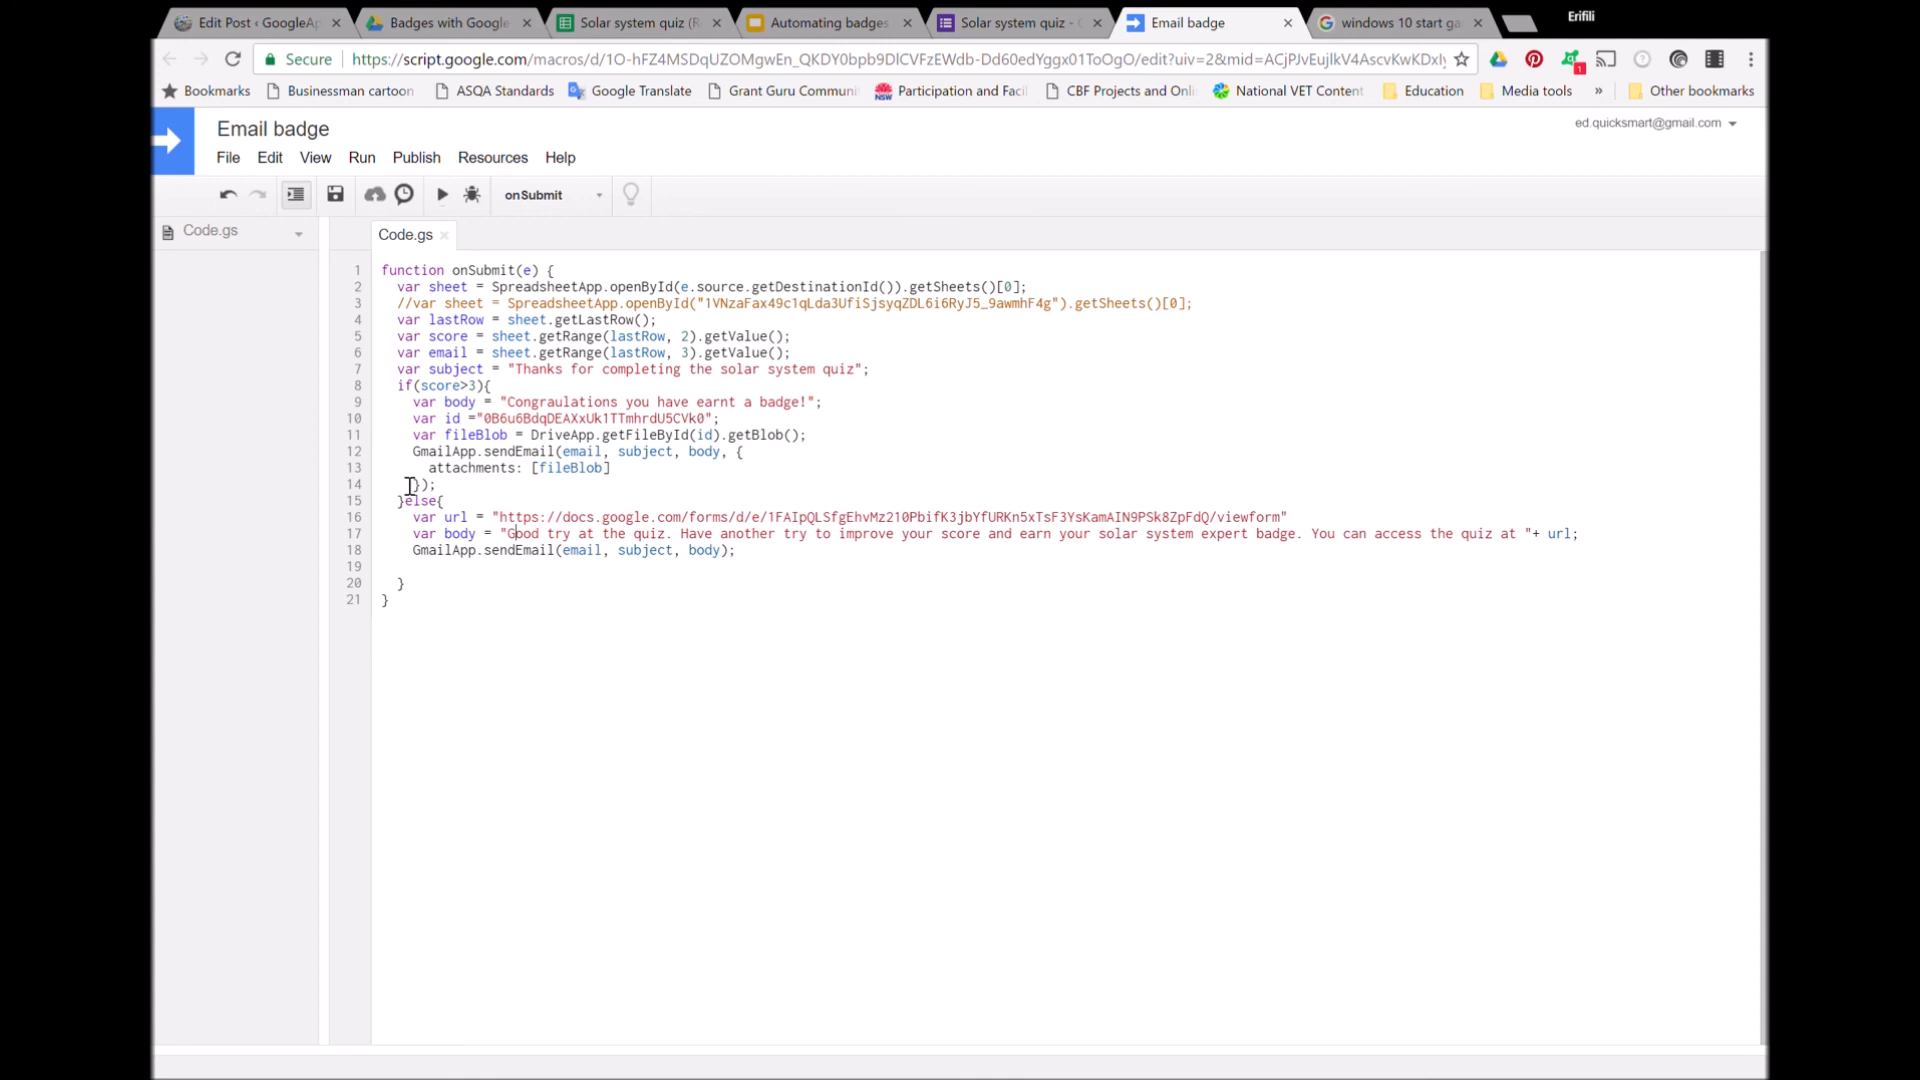 Edit Post ‹ GoogleAp
Badges with Google
Solar system quiz (R
Automating badges
Solar system quiz -
Email badge
windows 10 start ga
Erifili
Secure
https://script.google.com/macros/d/1O-hFZ4MSDqUZOMgwEn_QKDY0bpb9DlCVFzEWdb-Dd60edYggx01ToOgO/edit?uiv=2&mid=ACjPJvEujlkV4AscvKwKDxIy
Bookmarks
Businessman cartoon
ASQA Standards
Google Translate
Grant Guru Communi
Participation and Facil
CBF Projects and Onli
National VET Content
Education
Media tools
»
Other bookmarks
Email badge
ed.quicksmart@gmail.com
File Edit View Run Publish Resources Help
onSubmit
Code.gs
Code.gs
1 function onSubmit(e) {
2 var sheet = SpreadsheetApp.openById(e.source.getDestinationId()).getSheets()[0];
3 //var sheet = SpreadsheetApp.openById("1VNzaFax49c1qLda3UfiSjsyqZDL6i6RyJ5_9awmhF4g").getSheets()[0];
4 var lastRow = sheet.getLastRow();
5 var score = sheet.getRange(lastRow, 2).getValue();
6 var email = sheet.getRange(lastRow, 3).getValue();
7 var subject = "Thanks for completing the solar system quiz";
8 if(score>3){
9 var body = "Congraulations you have earnt a badge!";
10 var id ="0B6u6BdqDEAXxUk1TTmhrdU5CVk0";
11 var fileBlob = DriveApp.getFileById(id).getBlob();
12 GmailApp.sendEmail(email, subject, body, {
13 attachments: [fileBlob]
14 });
15 }else{
16 var url = "https://docs.google.com/forms/d/e/1FAIpQLSfgEhvMz210PbifK3jbYfURKn5xTsF3YsKamAIN9PSk8ZpFdQ/viewform"
17 var body = "Good try at the quiz. Have another try to improve your score and earn your solar system expert badge. You can access the quiz at "+ url;
18 GmailApp.sendEmail(email, subject, body);
19
20 }
21 }